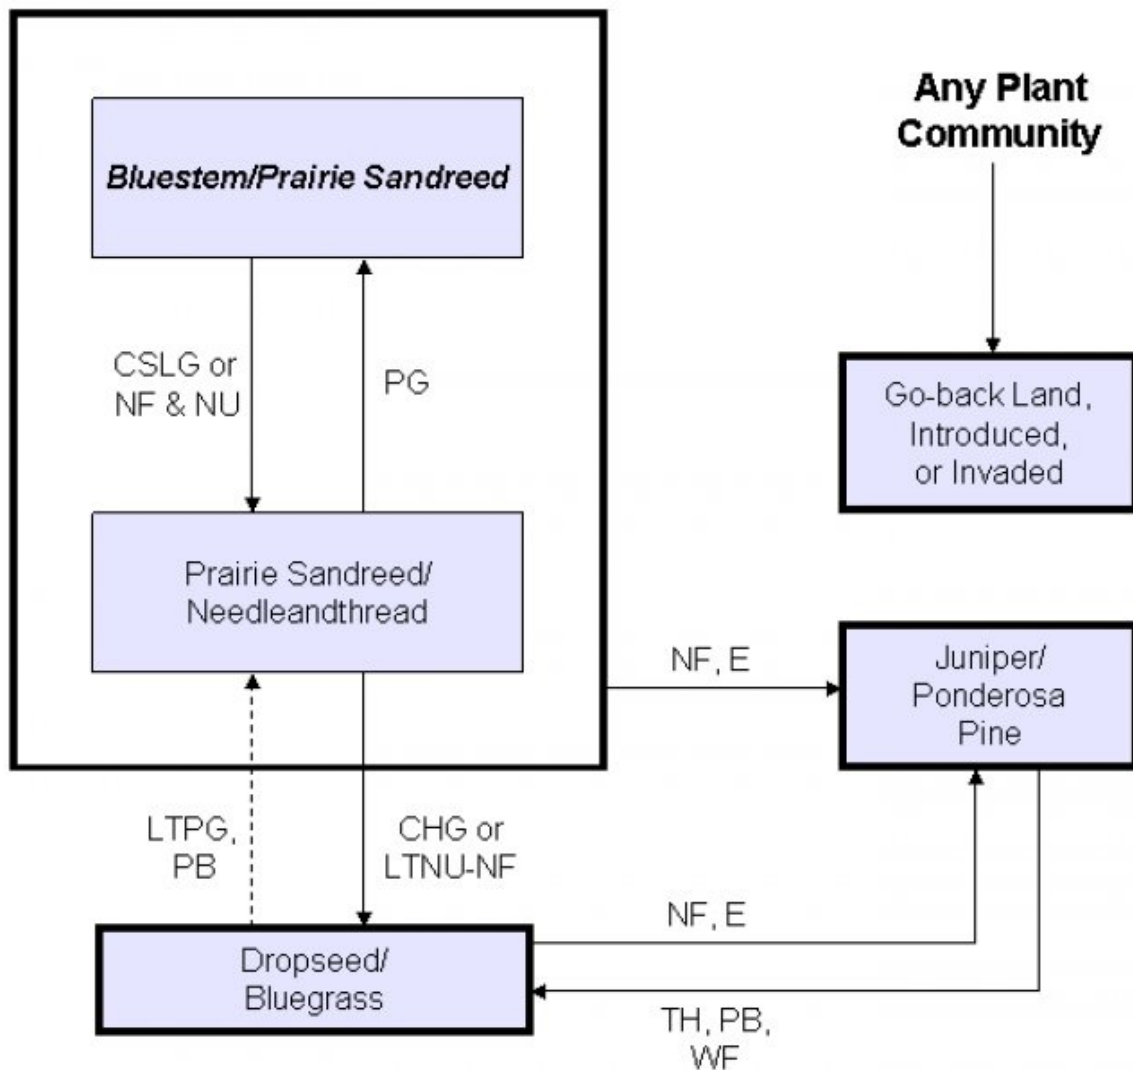 Bluestem/Prairie Sandreed
Any Plant
Community
CSLG or
NF & NU
PG
Go-back Land,
Introduced,
or Invaded
Prairie Sandreed/
Needleandthread
NF, E
Juniper/
Ponderosa
Pine
LTPG,
PB
CHG or
LTNU-NF
NF, E
Dropseed/
Bluegrass
TH, PB,
WF